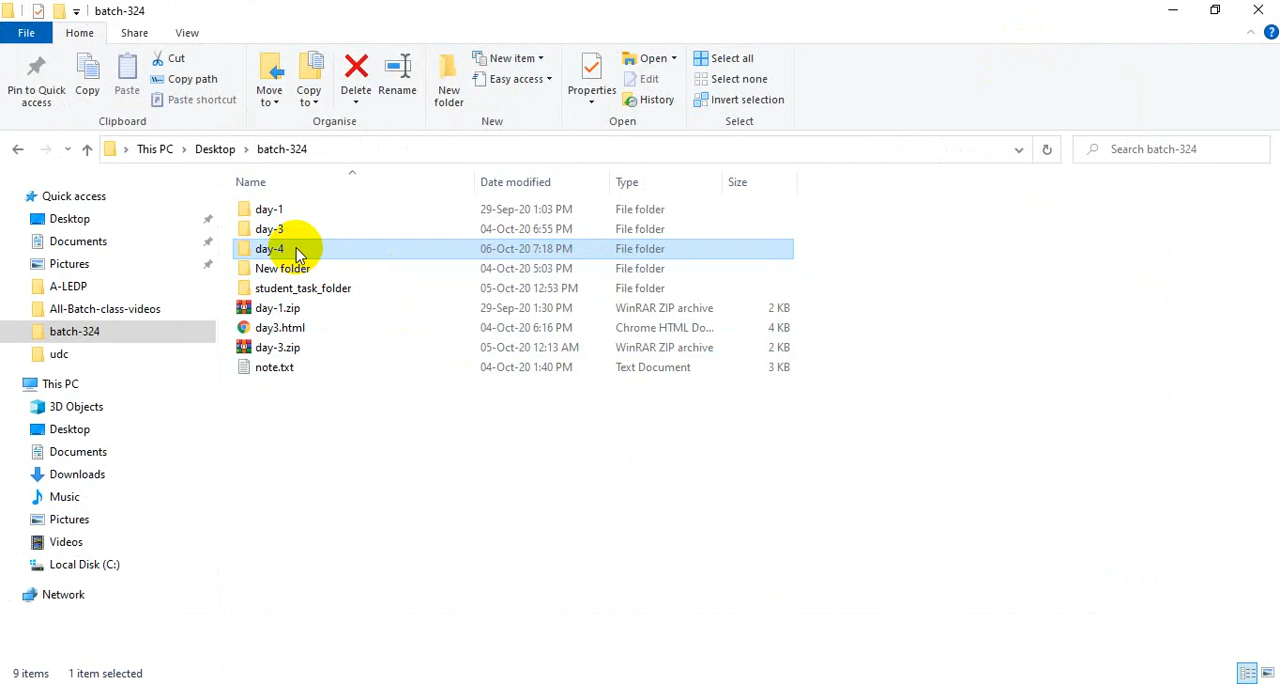 batch-324
File Home Share View
Pin to Quick access
Copy
Paste
Cut
Copy path
Paste shortcut
Clipboard
Move to
Copy to
Delete
Rename
Organise
New folder
New item
Easy access
New
Properties
Open
Edit
History
Open
Select all
Select none
Invert selection
Select
This PC Desktop batch-324
Search batch-324
Quick access
Desktop
Documents
Pictures
A-LEDP
All-Batch-class-videos
batch-324
udc
This PC
3D Objects
Desktop
Documents
Downloads
Music
Pictures
Videos
Local Disk (C:)
Network
Name Date modified Type Size
day-1 29-Sep-20 1:03 PM File folder
day-3 04-Oct-20 6:55 PM File folder
day-4 06-Oct-20 7:18 PM File folder
New folder 04-Oct-20 5:03 PM File folder
student_task_folder 05-Oct-20 12:53 PM File folder
day-1.zip 29-Sep-20 1:30 PM WinRAR ZIP archive 2 KB
day3.html 04-Oct-20 6:16 PM Chrome HTML Do... 4 KB
day-3.zip 05-Oct-20 12:13 AM WinRAR ZIP archive 2 KB
note.txt 04-Oct-20 1:40 PM Text Document 3 KB
9 items 1 item selected